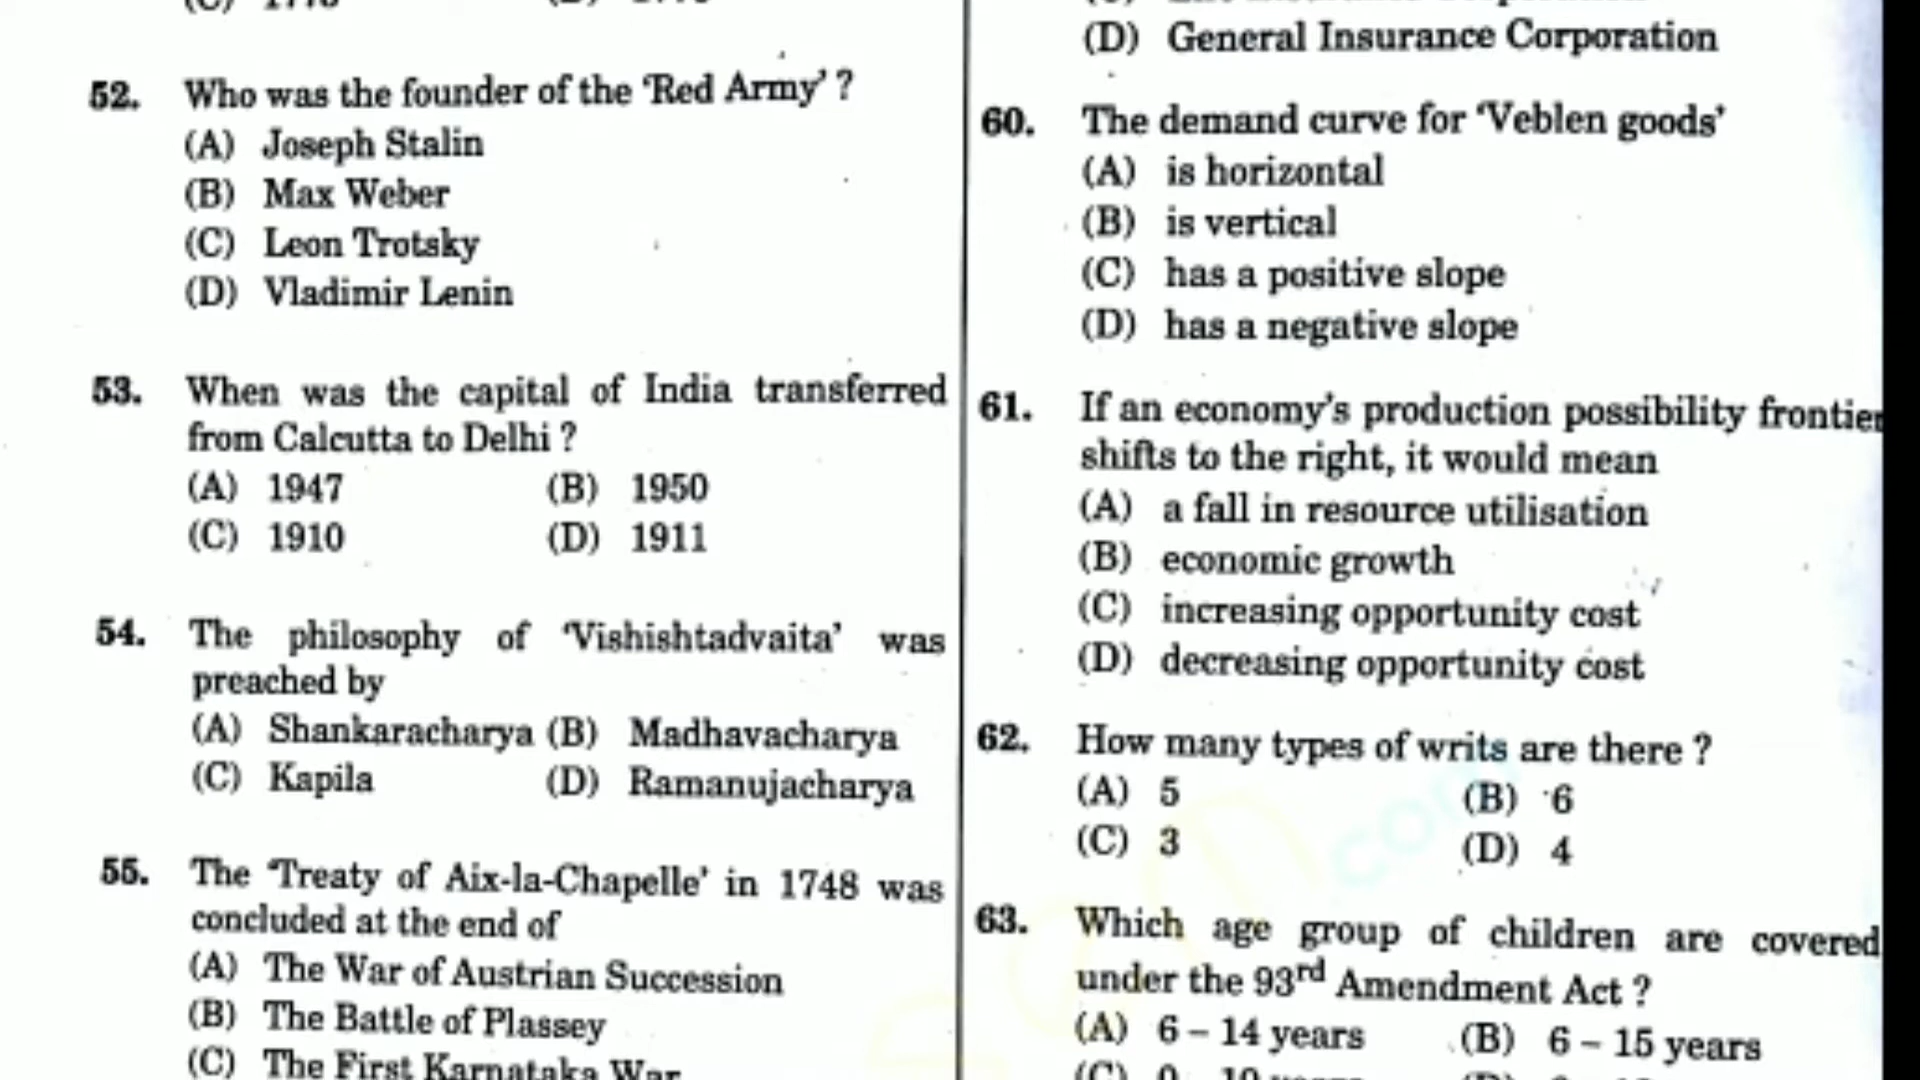 52. Who was the founder of the ‘Red Army’ ?
(A) Joseph Stalin
(B) Max Weber
(C) Leon Trotsky
(D) Vladimir Lenin
53. When was the capital of India transferred
from Calcutta to Delhi ?
(A) 1947 (B) 1950
(C) 1910 (D) 1911
54. The philosophy of ‘Vishishtadvaita’ was
preached by
(A) Shankaracharya (B) Madhavacharya
(C) Kapila (D) Ramanujacharya
55. The ‘Treaty of Aix-la-Chapelle’ in 1748 was
concluded at the end of
(A) The War of Austrian Succession
(B) The Battle of Plassey
(C) The First Karnataka War
(D) General Insurance Corporation
60. The demand curve for ‘Veblen goods’
(A) is horizontal
(B) is vertical
(C) has a positive slope
(D) has a negative slope
61. If an economy’s production possibility frontier
shifts to the right, it would mean
(A) a fall in resource utilisation
(B) economic growth
(C) increasing opportunity cost
(D) decreasing opportunity cost
62. How many types of writs are there ?
(A) 5 (B) 6
(C) 3 (D) 4
63. Which age group of children are covered
under the 93rd Amendment Act ?
(A) 6 – 14 years (B) 6 – 15 years